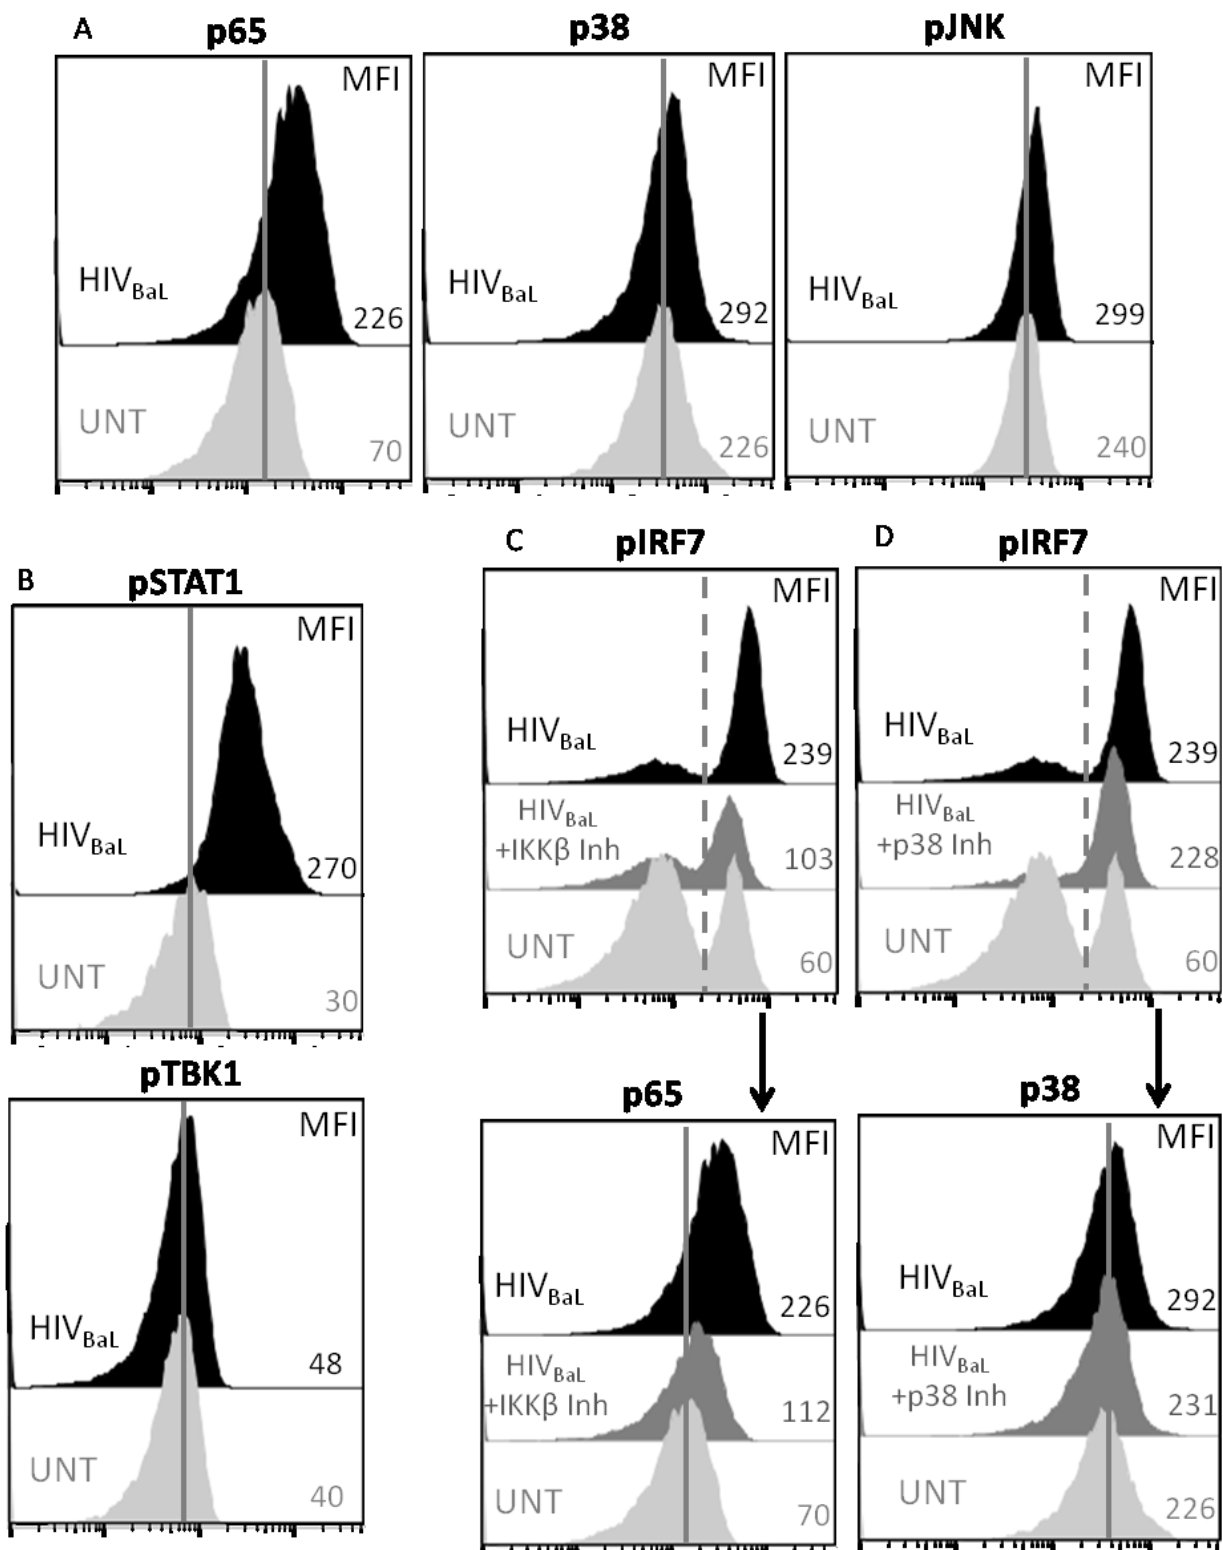 A
p65
MFI
HIVBaL
226
UNT
70
p38
MFI
HIVBaL
292
UNT
226
pJNK
MFI
HIVBaL
299
UNT
240
B
pSTAT1
MFI
HIVBaL
270
UNT
30
pTBK1
MFI
HIVBaL
48
UNT
40
C
pIRF7
MFI
HIVBaL
239
HIVBaL
+IKKβ Inh
103
UNT
60
p65
MFI
HIVBaL
226
HIVBaL
+IKKβ Inh
112
UNT
70
D
pIRF7
MFI
HIVBaL
239
HIVBaL
+p38 Inh
228
UNT
60
p38
MFI
HIVBaL
292
HIVBaL
+p38 Inh
231
UNT
226